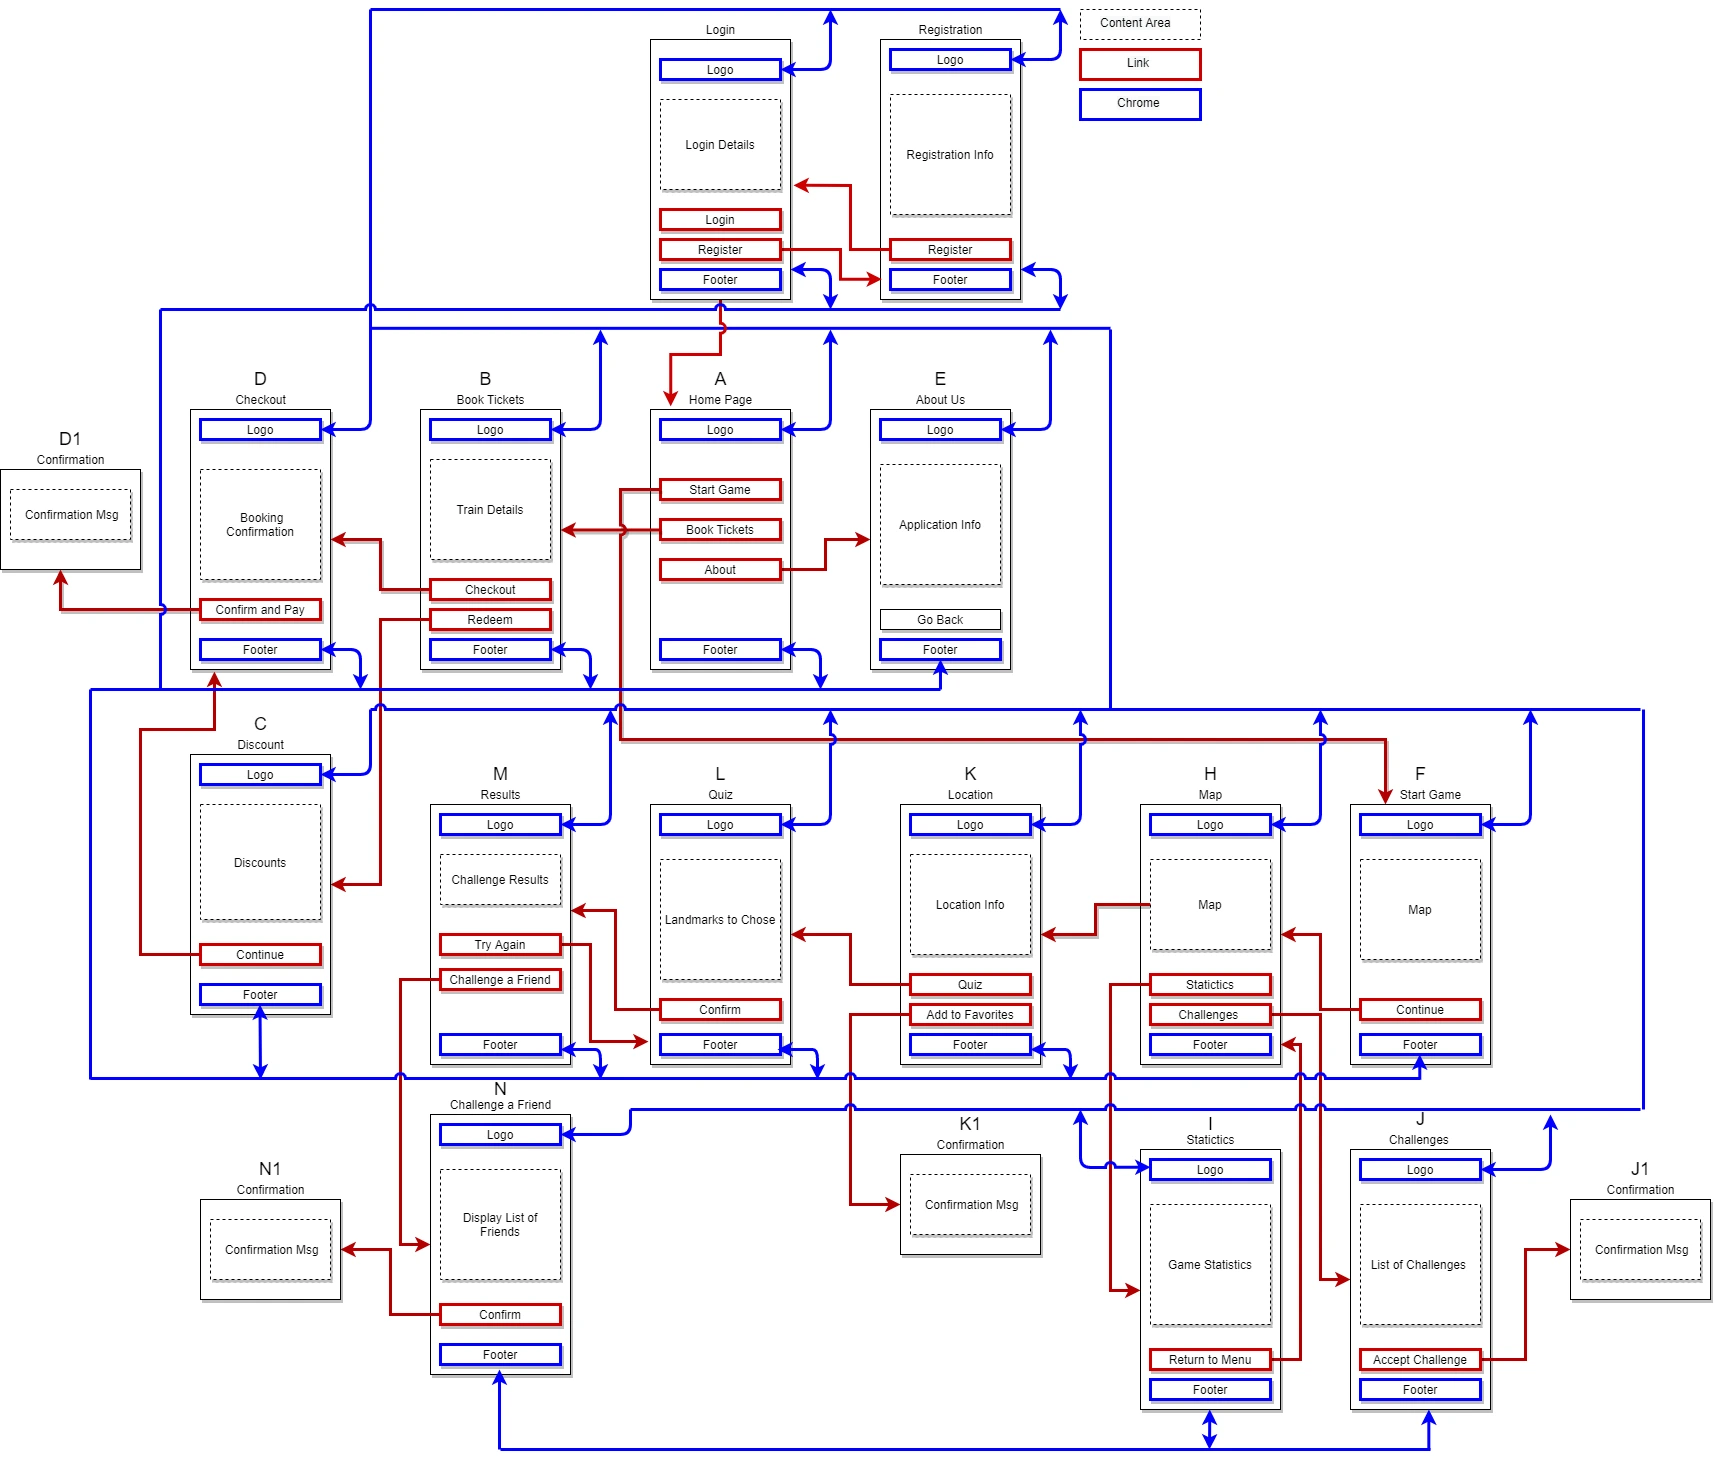 Login
Logo
Login Details
Login
Register
Footer
Registration
Logo
Registration Info
Register
Footer
Content Area
Link
Chrome
D1
Confirmation
Confirmation Msg
D
Checkout
Logo
Booking
Confirmation
Confirm and Pay
Footer
B
Book Tickets
Logo
Train Details
Checkout
Redeem
Footer
A
Home Page
Logo
Start Game
Book Tickets
About
Footer
E
About Us
Logo
Application Info
Go Back
Footer
C
Discount
Logo
Discounts
Continue
Footer
M
Results
Logo
Challenge Results
Try Again
Challenge a Friend
Footer
L
Quiz
Logo
Landmarks to Chose
Confirm
Footer
K
Location
Logo
Location Info
Quiz
Add to Favorites
Footer
H
Map
Logo
Map
Statictics
Challenges
Footer
F
Start Game
Logo
Map
Continue
Footer
N1
Confirmation
Confirmation Msg
N
Challenge a Friend
Logo
Display List of
Friends
Confirm
Footer
K1
Confirmation
Confirmation Msg
I
Statictics
Logo
Game Statistics
Return to Menu
Footer
J
Challenges
Logo
List of Challenges
Accept Challenge
Footer
J1
Confirmation
Confirmation Msg